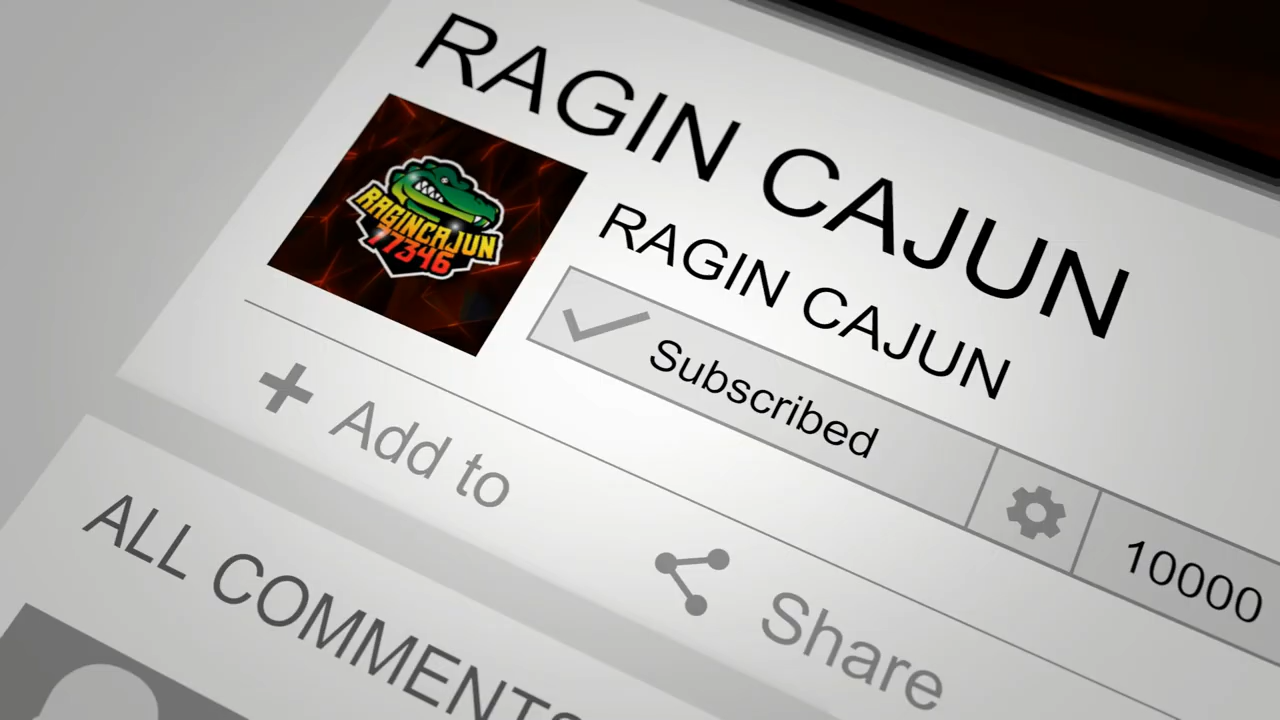 RAGIN CAJUN
RAGINCAJUN
77346
RAGIN CAJUN
Subscribed
10000
Add to
Share
ALL COMMENTS